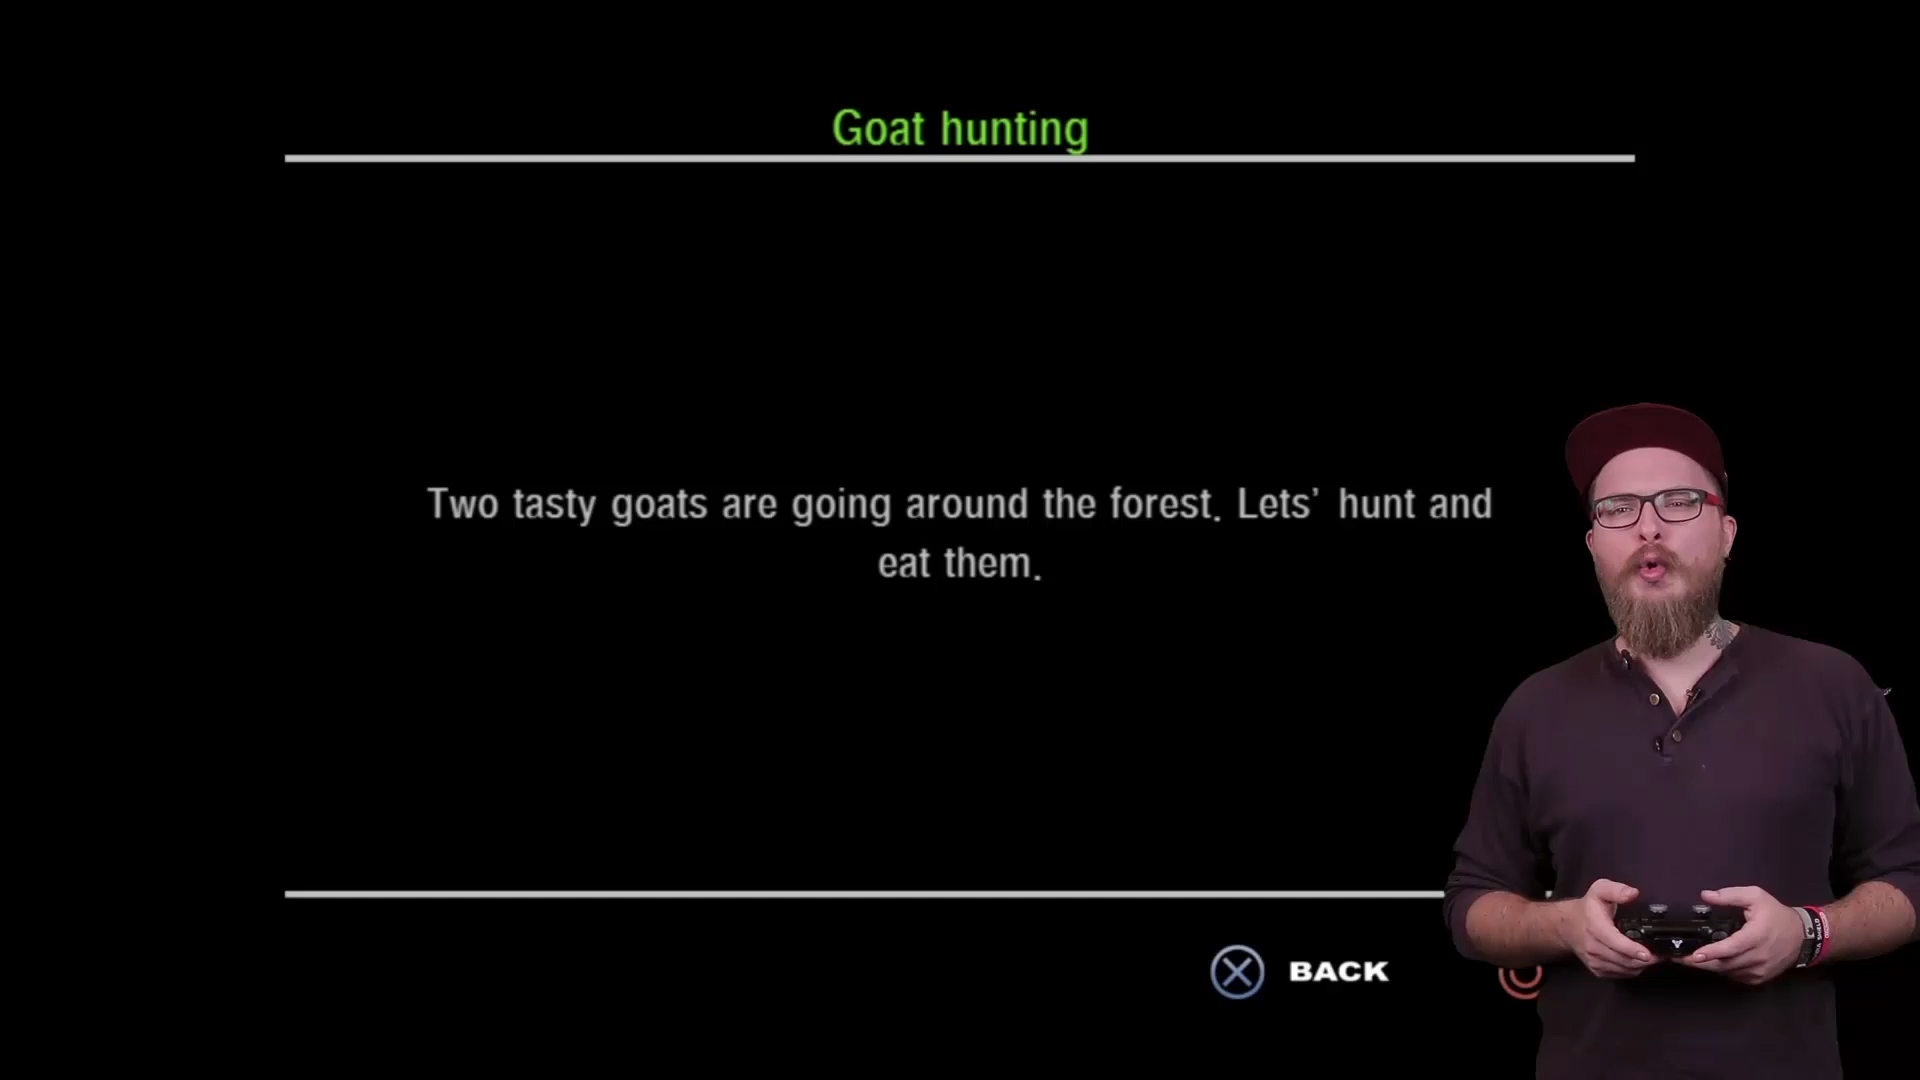 Goat hunting
Two tasty goats are going around the forest. Lets' hunt and
eat them.
BACK